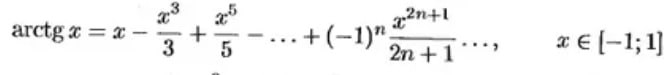 arctg x = x − x³/3 + x⁵/5 − ... + (−1)ⁿ x²ⁿ⁺¹/(2n + 1) ..., x ∈ [−1; 1]